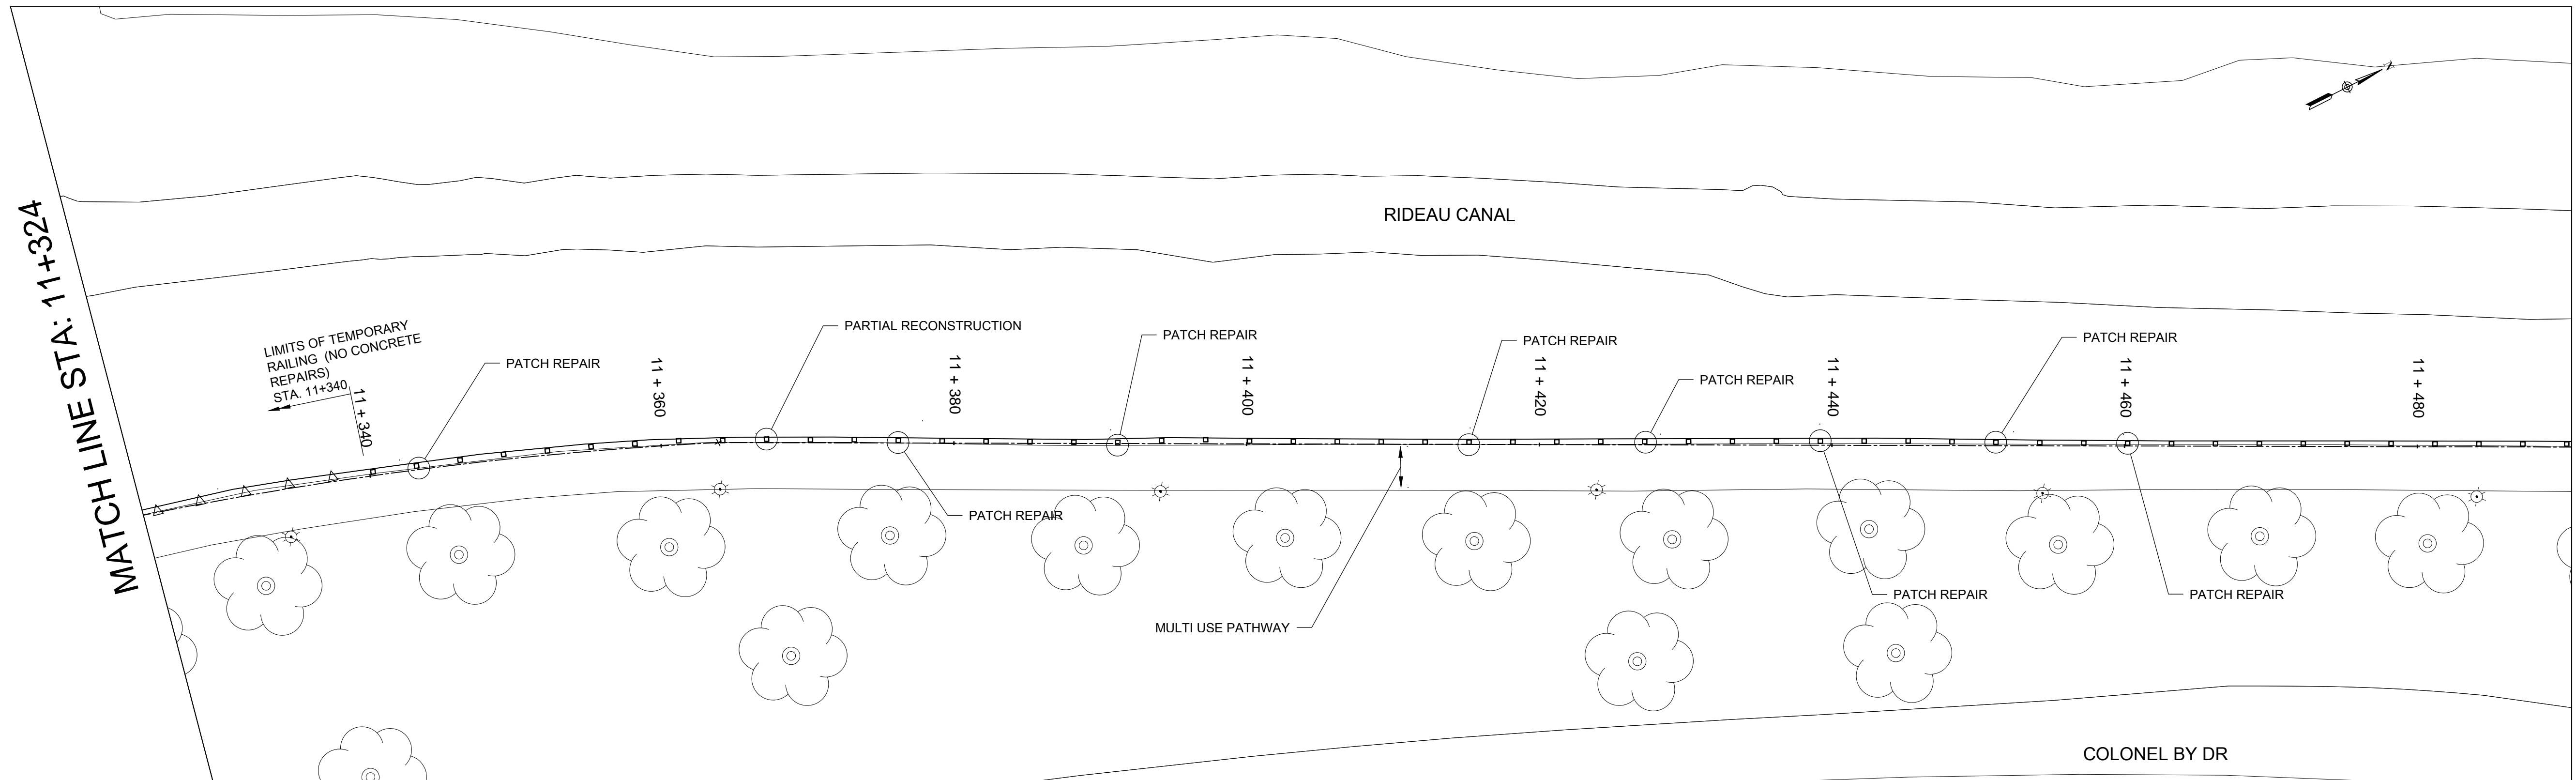 MATCH LINE STA: 11+324
RIDEAU CANAL
LIMITS OF TEMPORARY
RAILING (NO CONCRETE
REPAIRS)
STA. 11+340
11 + 340
PATCH REPAIR
11 + 360
PARTIAL RECONSTRUCTION
11 + 380
PATCH REPAIR
PATCH REPAIR
11 + 400
PATCH REPAIR
11 + 420
PATCH REPAIR
11 + 440
PATCH REPAIR
PATCH REPAIR
11 + 460
PATCH REPAIR
11 + 480
MULTI USE PATHWAY
COLONEL BY DR
N